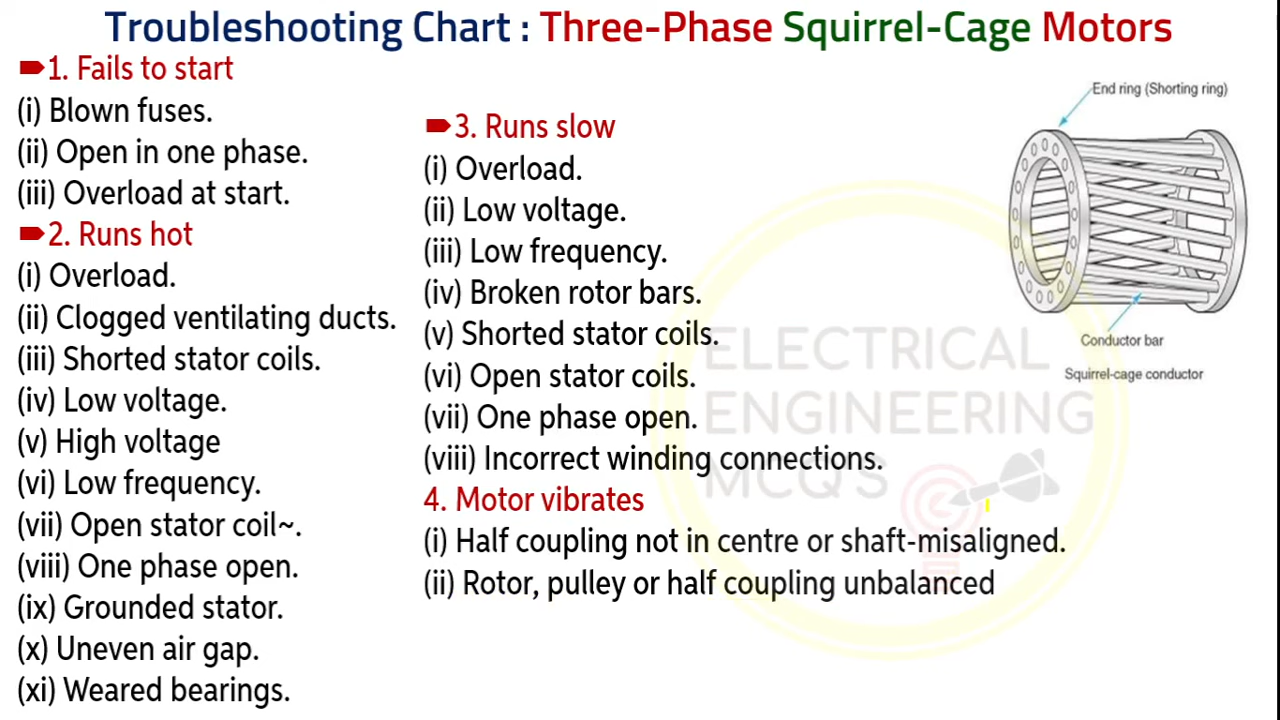 Troubleshooting Chart : Three-Phase Squirrel-Cage Motors
1. Fails to start
(i) Blown fuses.
(ii) Open in one phase.
(iii) Overload at start.
2. Runs hot
(i) Overload.
(ii) Clogged ventilating ducts.
(iii) Shorted stator coils.
(iv) Low voltage.
(v) High voltage
(vi) Low frequency.
(vii) Open stator coil~.
(viii) One phase open.
(ix) Grounded stator.
(x) Uneven air gap.
(xi) Weared bearings.
3. Runs slow
(i) Overload.
(ii) Low voltage.
(iii) Low frequency.
(iv) Broken rotor bars.
(v) Shorted stator coils.
(vi) Open stator coils.
(vii) One phase open.
(viii) Incorrect winding connections.
4. Motor vibrates
(i) Half coupling not in centre or shaft-misaligned.
(ii) Rotor, pulley or half coupling unbalanced
End ring (Shorting ring)
Conductor bar
Squirrel-cage conductor
ELECTRICAL
ENGINEERING
MCQ'S